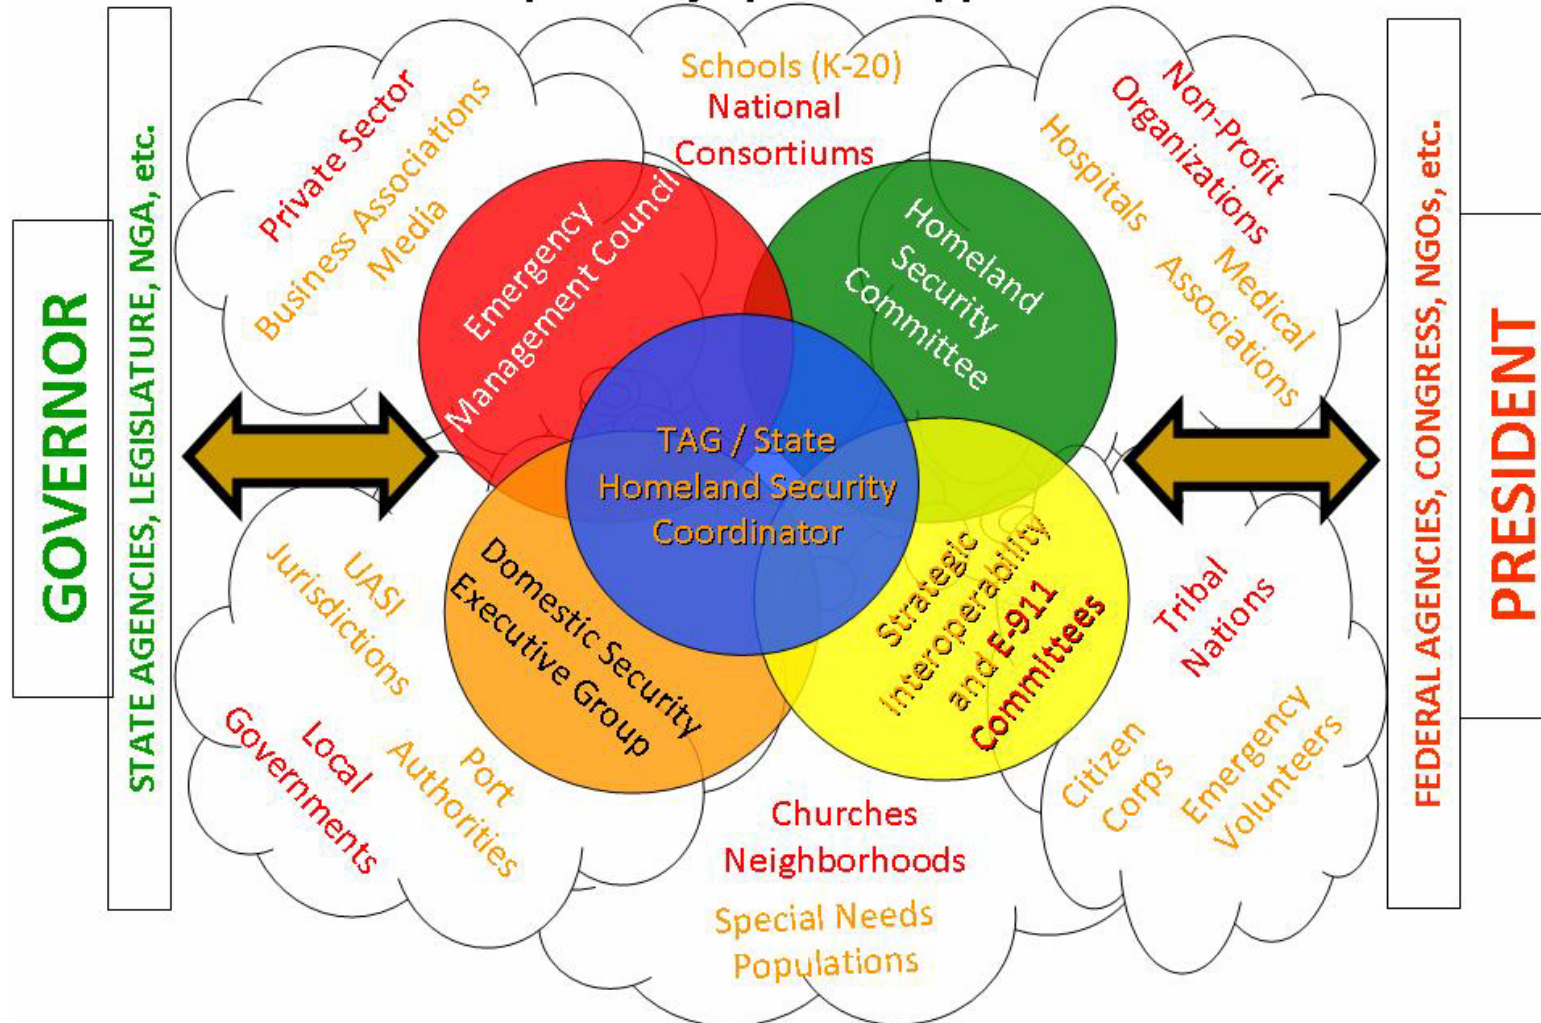 GOVERNOR
STATE AGENCIES, LEGISLATURE, NGA, etc.
Private Sector
Business Associations
Media
Schools (K-20)
National
Consortiums
Non-Profit
Organizations
Hospitals
Medical
Associations
Emergency
Management Council
Homeland
Security
Committee
TAG / State
Homeland Security
Coordinator
Domestic Security
Executive Group
Strategic
Interoperability
and E-911
Committees
UASI
Jurisdictions
Local
Governments
Port
Authorities
Churches
Neighborhoods
Special Needs
Populations
Tribal
Nations
Citizen
Corps
Emergency
Volunteers
FEDERAL AGENCIES, CONGRESS, NGOs, etc.
PRESIDENT